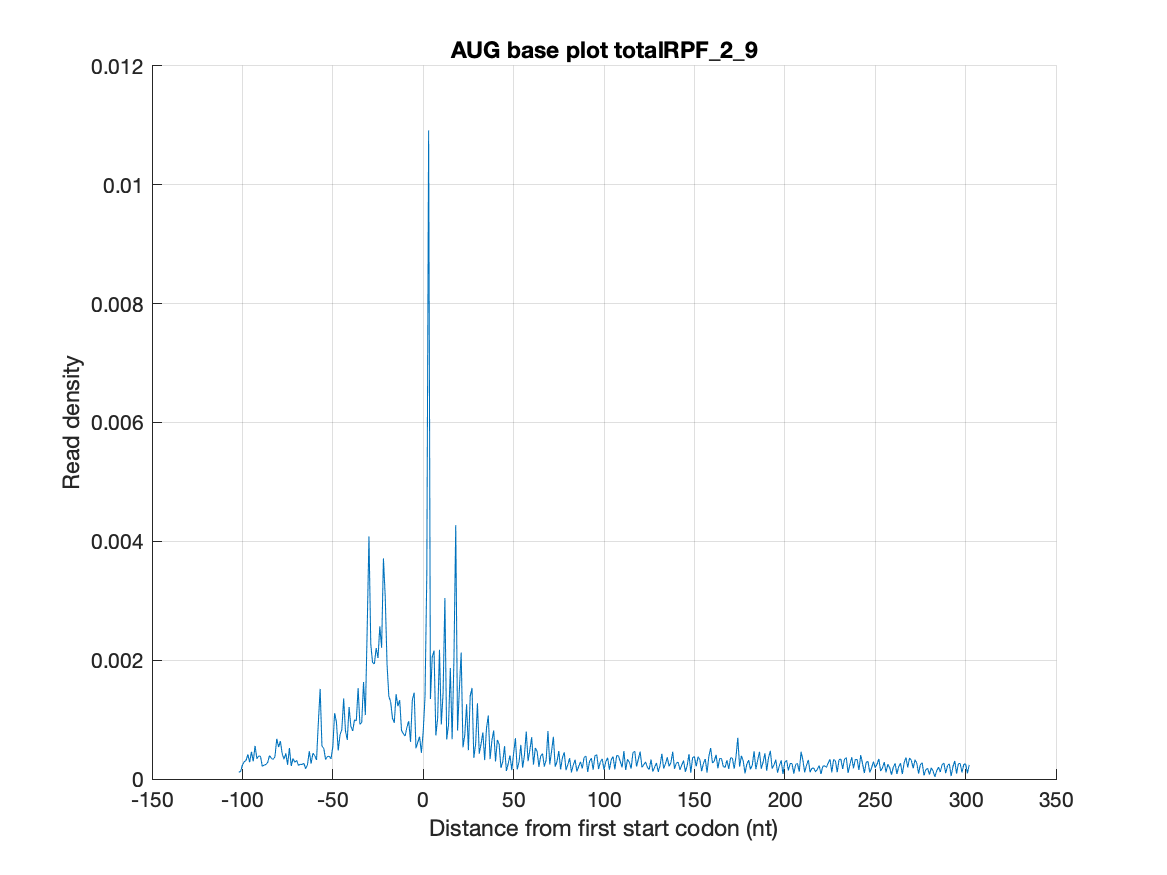 AUG base plot totalRPF_2_9
0.012
0.01
0.008
0.006
0.004
0.002
0
Read density
-150 -100 -50 0 50 100 150 200 250 300 350
Distance from first start codon (nt)